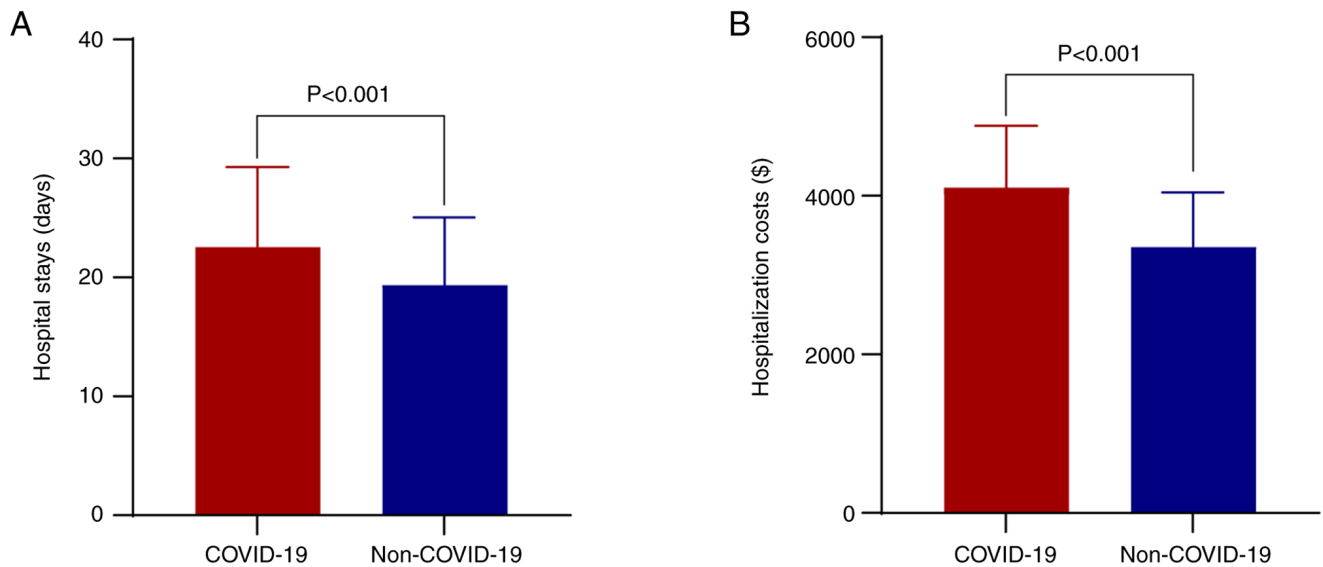 A
Hospital stays (days)
40
30
20
10
0
P<0.001
COVID-19
Non-COVID-19
B
Hospitalization costs ($)
6000
4000
2000
0
P<0.001
COVID-19
Non-COVID-19